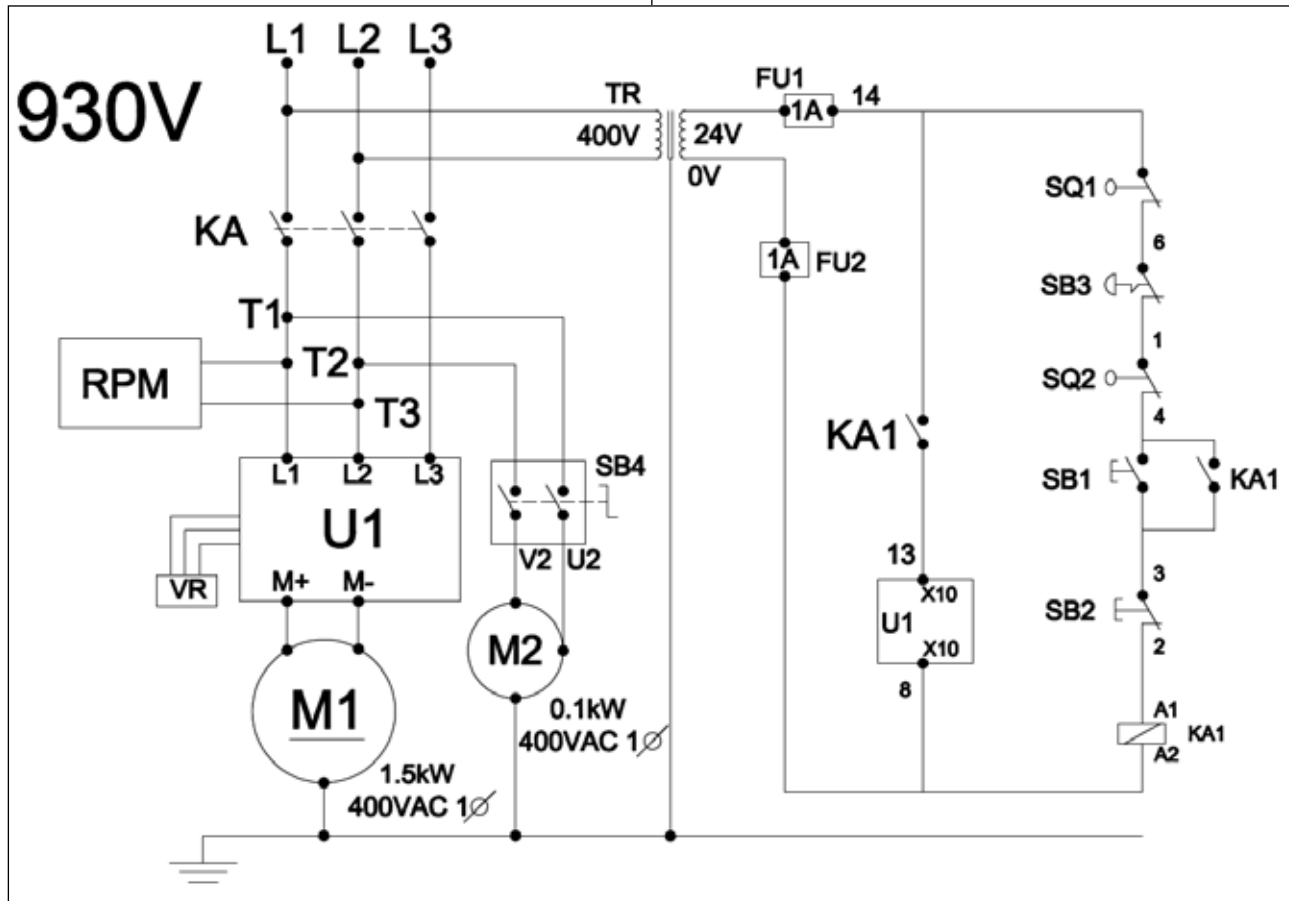 L1 L2 L3
930V
TR
400V
24V
0V
FU1
1A
14
SQ1
KA
1A
FU2
6
SB3
T1
1
RPM
T2
SQ2
T3
4
KA1
L1 L2 L3
SB4
SB1
KA1
U1
V2 U2
13
3
VR
M+ M-
X10
SB2
U1
M2
X10
2
M1
8
0.1kW
400VAC 1∅
A1
KA1
A2
1.5kW
400VAC 1∅